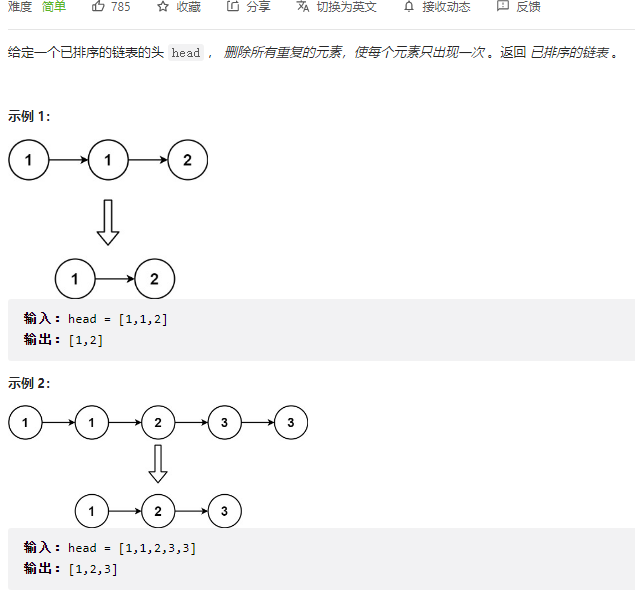 难度 简单 785 收藏 分享 切换为英文 接收动态 反馈
给定一个已排序的链表的头 head ， 删除所有重复的元素，使每个元素只出现一次 。返回 已排序的链表 。
示例 1：
1 1 2
1 2
输入：head = [1,1,2]
输出：[1,2]
示例 2：
1 1 2 3 3
1 2 3
输入：head = [1,1,2,3,3]
输出：[1,2,3]